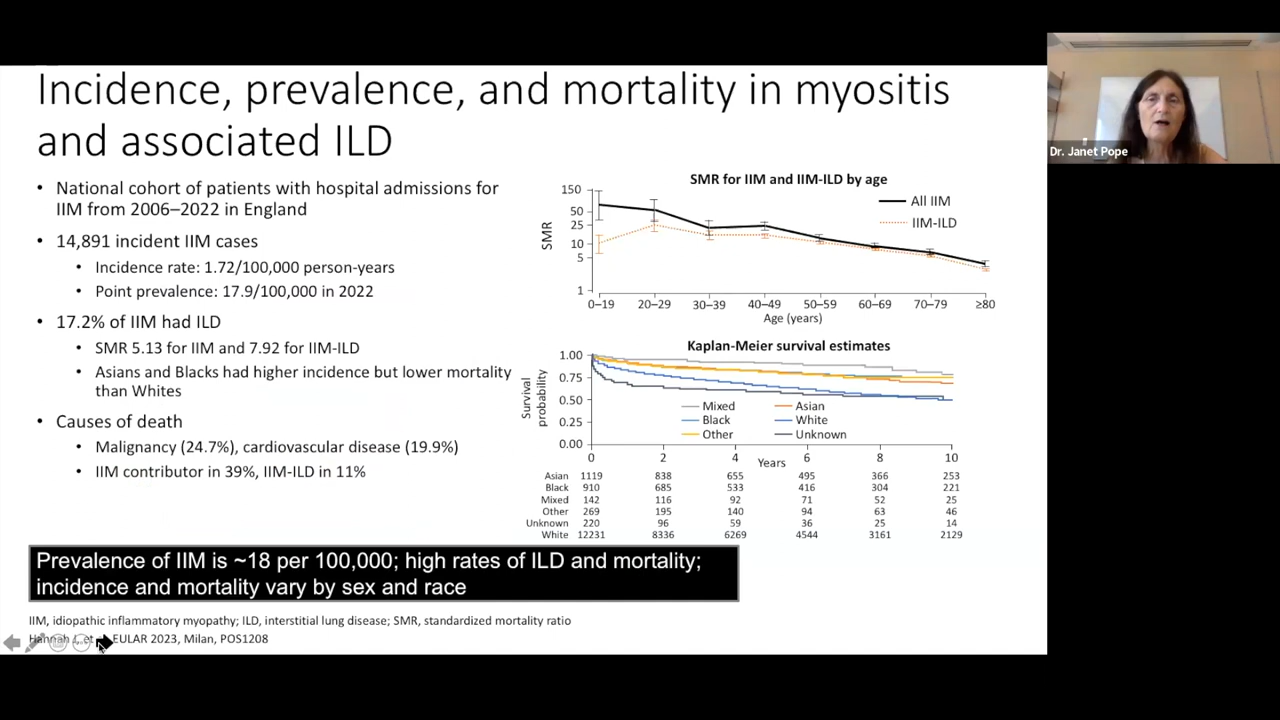 Incidence, prevalence, and mortality in myositis
and associated ILD
• National cohort of patients with hospital admissions for
IIM from 2006–2022 in England
• 14,891 incident IIM cases
• Incidence rate: 1.72/100,000 person-years
• Point prevalence: 17.9/100,000 in 2022
• 17.2% of IIM had ILD
• SMR 5.13 for IIM and 7.92 for IIM-ILD
• Asians and Blacks had higher incidence but lower mortality
than Whites
• Causes of death
• Malignancy (24.7%), cardiovascular disease (19.9%)
• IIM contributor in 39%, IIM-ILD in 11%
SMR for IIM and IIM-ILD by age
All IIM
IIM-ILD
SMR
150
50
25
10
5
1
0–19 20–29 30–39 40–49 50–59 60–69 70–79 ≥80
Age (years)
Kaplan-Meier survival estimates
Survival
probability
1.00
0.75
0.50
0.25
0.00
Mixed Asian
Black White
Other Unknown
0 2 4 6 8 10
Years
Asian 1119 838 655 495 366 253
Black 910 685 533 416 304 221
Mixed 142 116 92 71 52 25
Other 269 195 140 94 63 46
Unknown 220 96 59 36 25 14
White 12231 8336 6269 4544 3161 2129
Prevalence of IIM is ~18 per 100,000; high rates of ILD and mortality;
incidence and mortality vary by sex and race
IIM, idiopathic inflammatory myopathy; ILD, interstitial lung disease; SMR, standardized mortality ratio
EULAR 2023, Milan, POS1208
Dr. Janet Pope